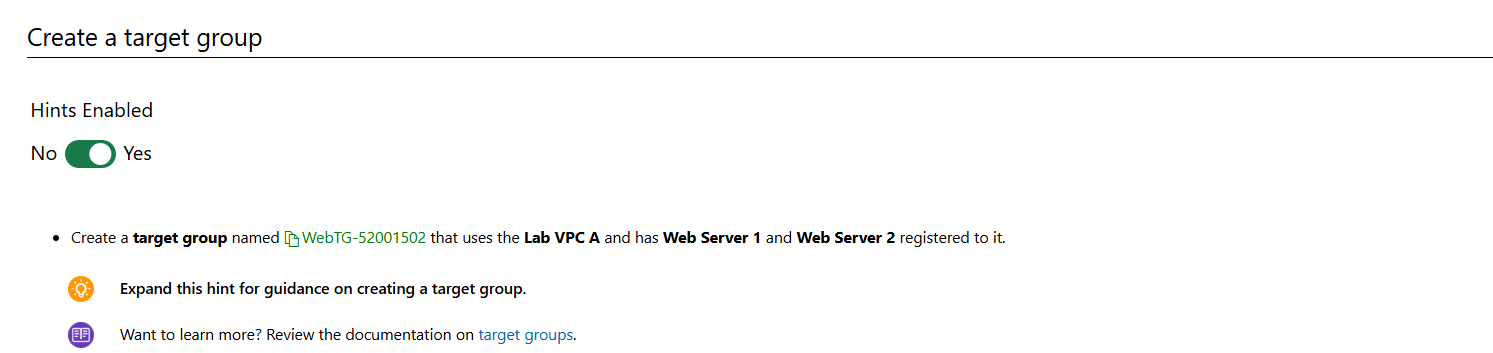 Create a target group
Hints Enabled
No Yes
Create a target group named WebTG-52001502 that uses the Lab VPC A and has Web Server 1 and Web Server 2 registered to it.
Expand this hint for guidance on creating a target group.
Want to learn more? Review the documentation on target groups.